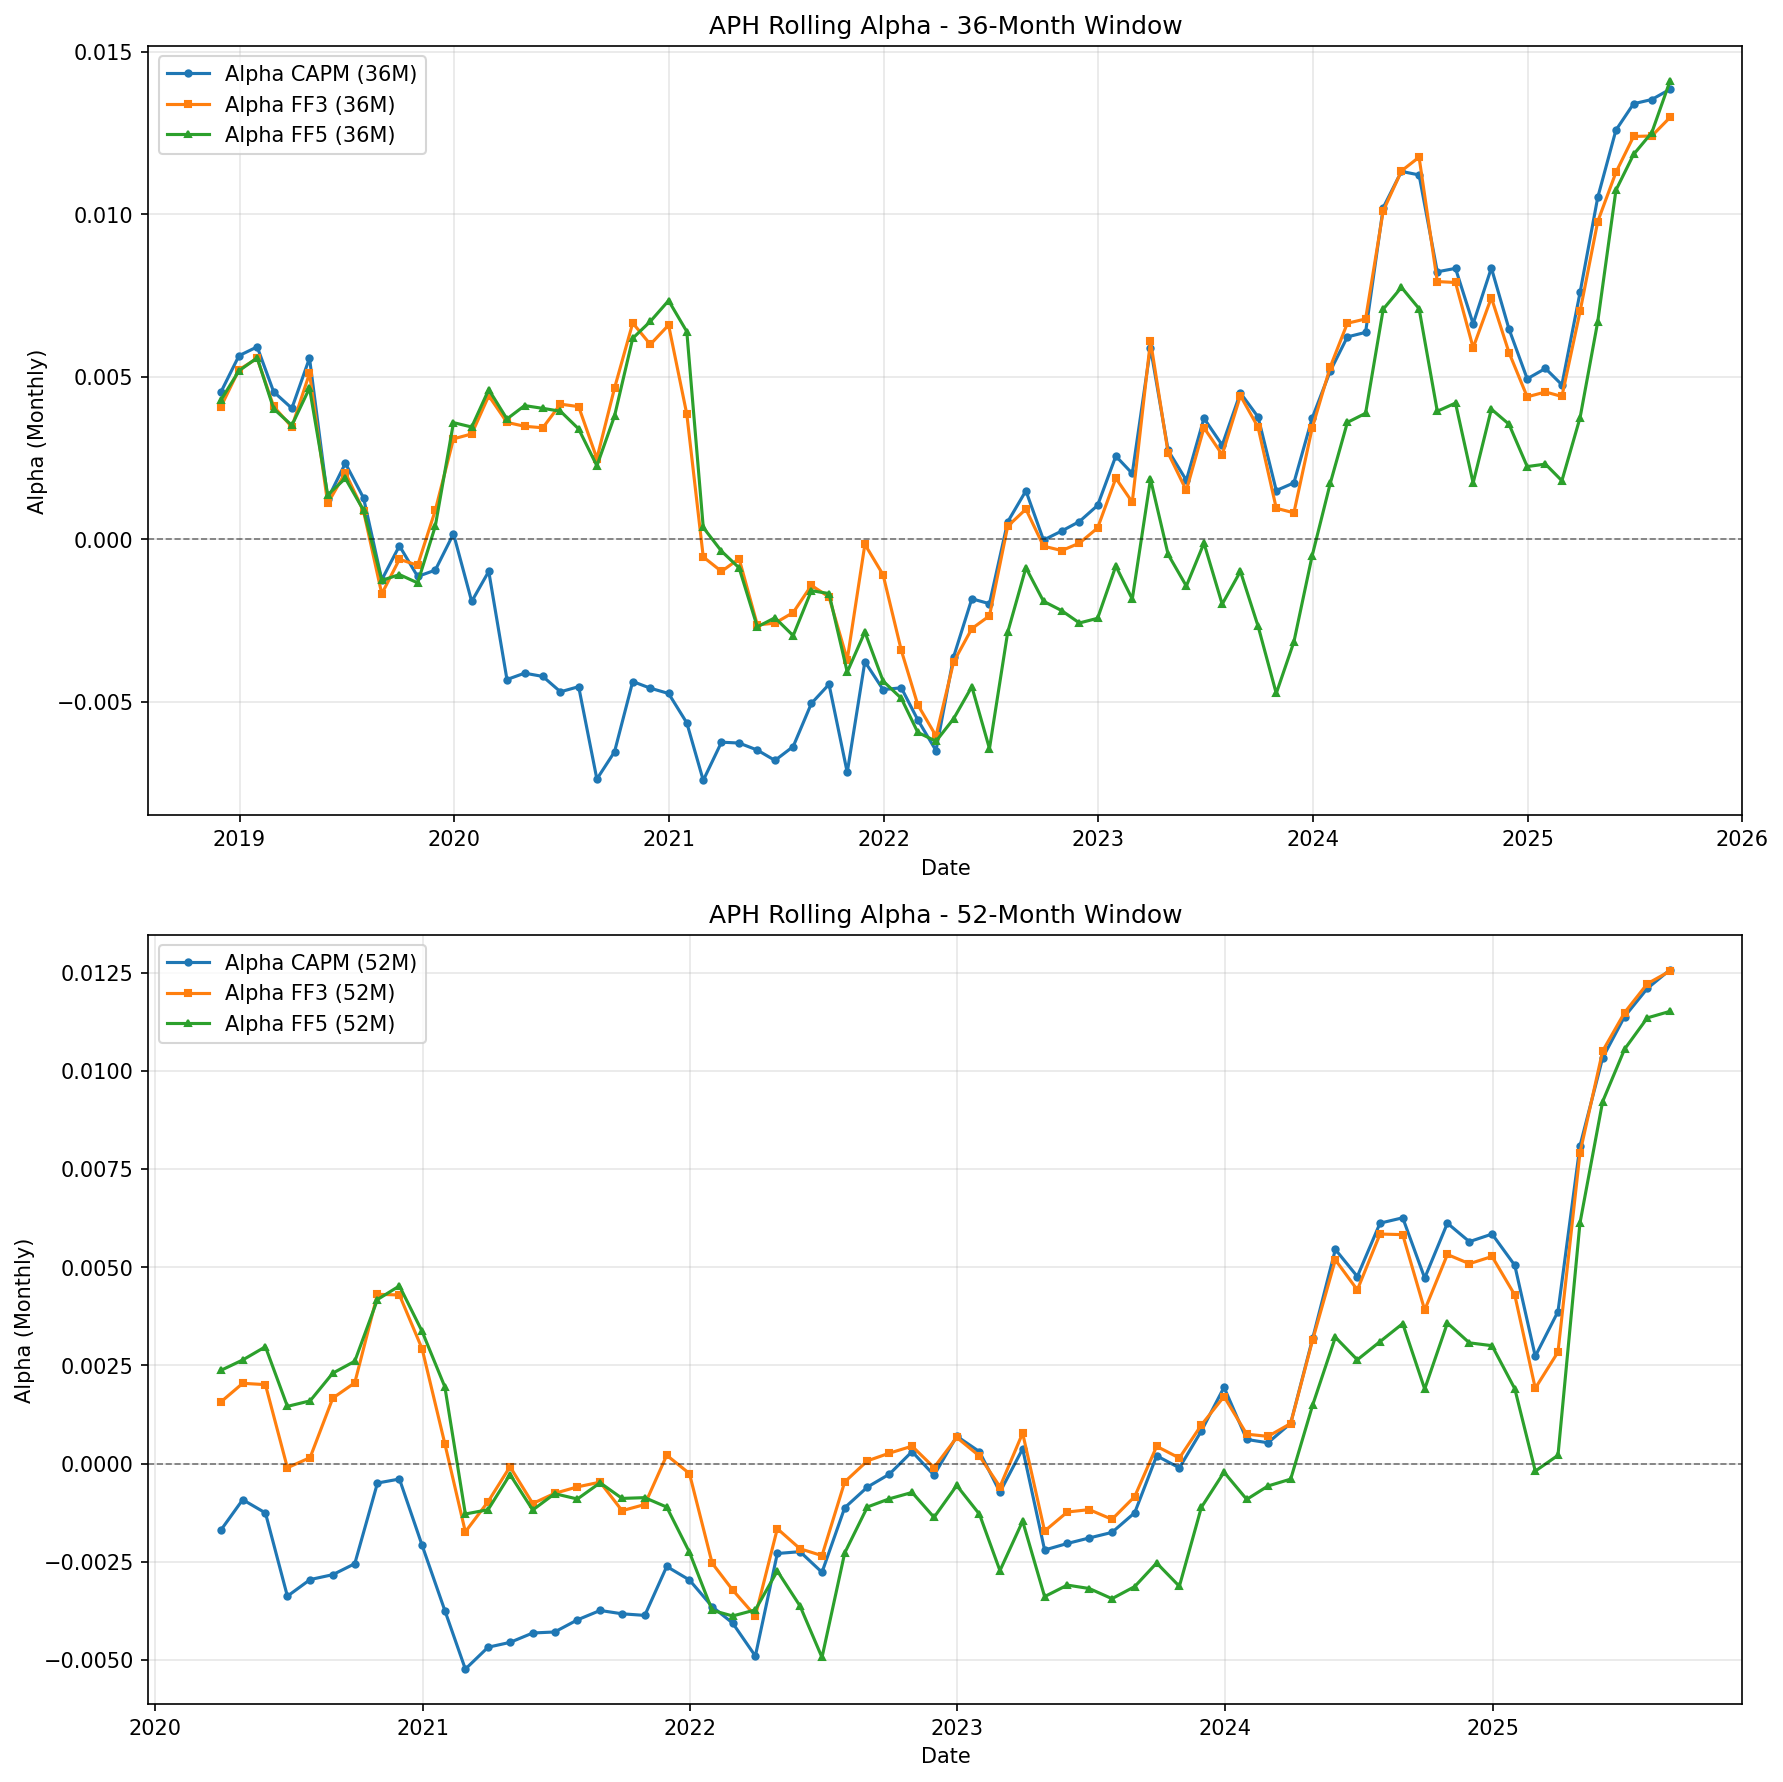 APH Rolling Alpha - 36-Month Window
Alpha CAPM (36M)
Alpha FF3 (36M)
Alpha FF5 (36M)
0.015
0.010
0.005
0.000
−0.005
Alpha (Monthly)
2019 2020 2021 2022 2023 2024 2025 2026
Date
APH Rolling Alpha - 52-Month Window
Alpha CAPM (52M)
Alpha FF3 (52M)
Alpha FF5 (52M)
0.0125
0.0100
0.0075
0.0050
0.0025
0.0000
−0.0025
−0.0050
Alpha (Monthly)
2020 2021 2022 2023 2024 2025
Date